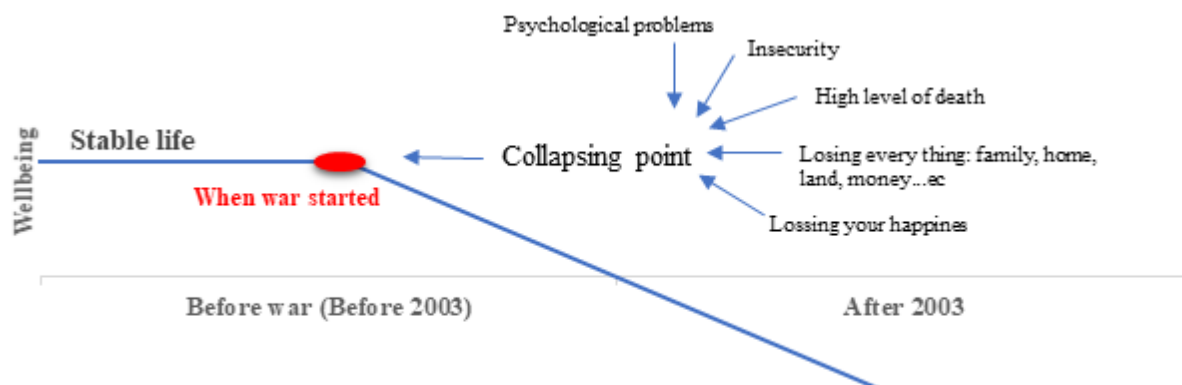 Psychological problems
Insecurity
High level of death
Stable life
Wellbeing
Collapsing point
Losing every thing: family, home,
land, money...ec
When war started
Lossing your happines
Before war (Before 2003)
After 2003